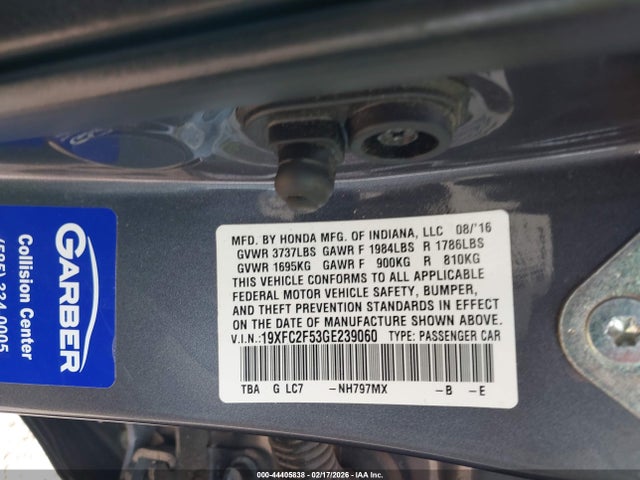 GARBER
Collision Center
(585) 334-0005
MFD. BY HONDA MFG. OF INDIANA, LLC 08/'16
GVWR 3737LBS GAWR F 1984LBS R 1786LBS
GVWR 1695KG GAWR F 900KG R 810KG
THIS VEHICLE CONFORMS TO ALL APPLICABLE
FEDERAL MOTOR VEHICLE SAFETY, BUMPER,
AND THEFT PREVENTION STANDARDS IN EFFECT
ON THE DATE OF MANUFACTURE SHOWN ABOVE.
V.I.N.:19XFC2F53GE239060 TYPE: PASSENGER CAR
TBA G LC7 -NH797MX -B -E
000 - 44405838 - 02/17/2026 - IAA Inc.